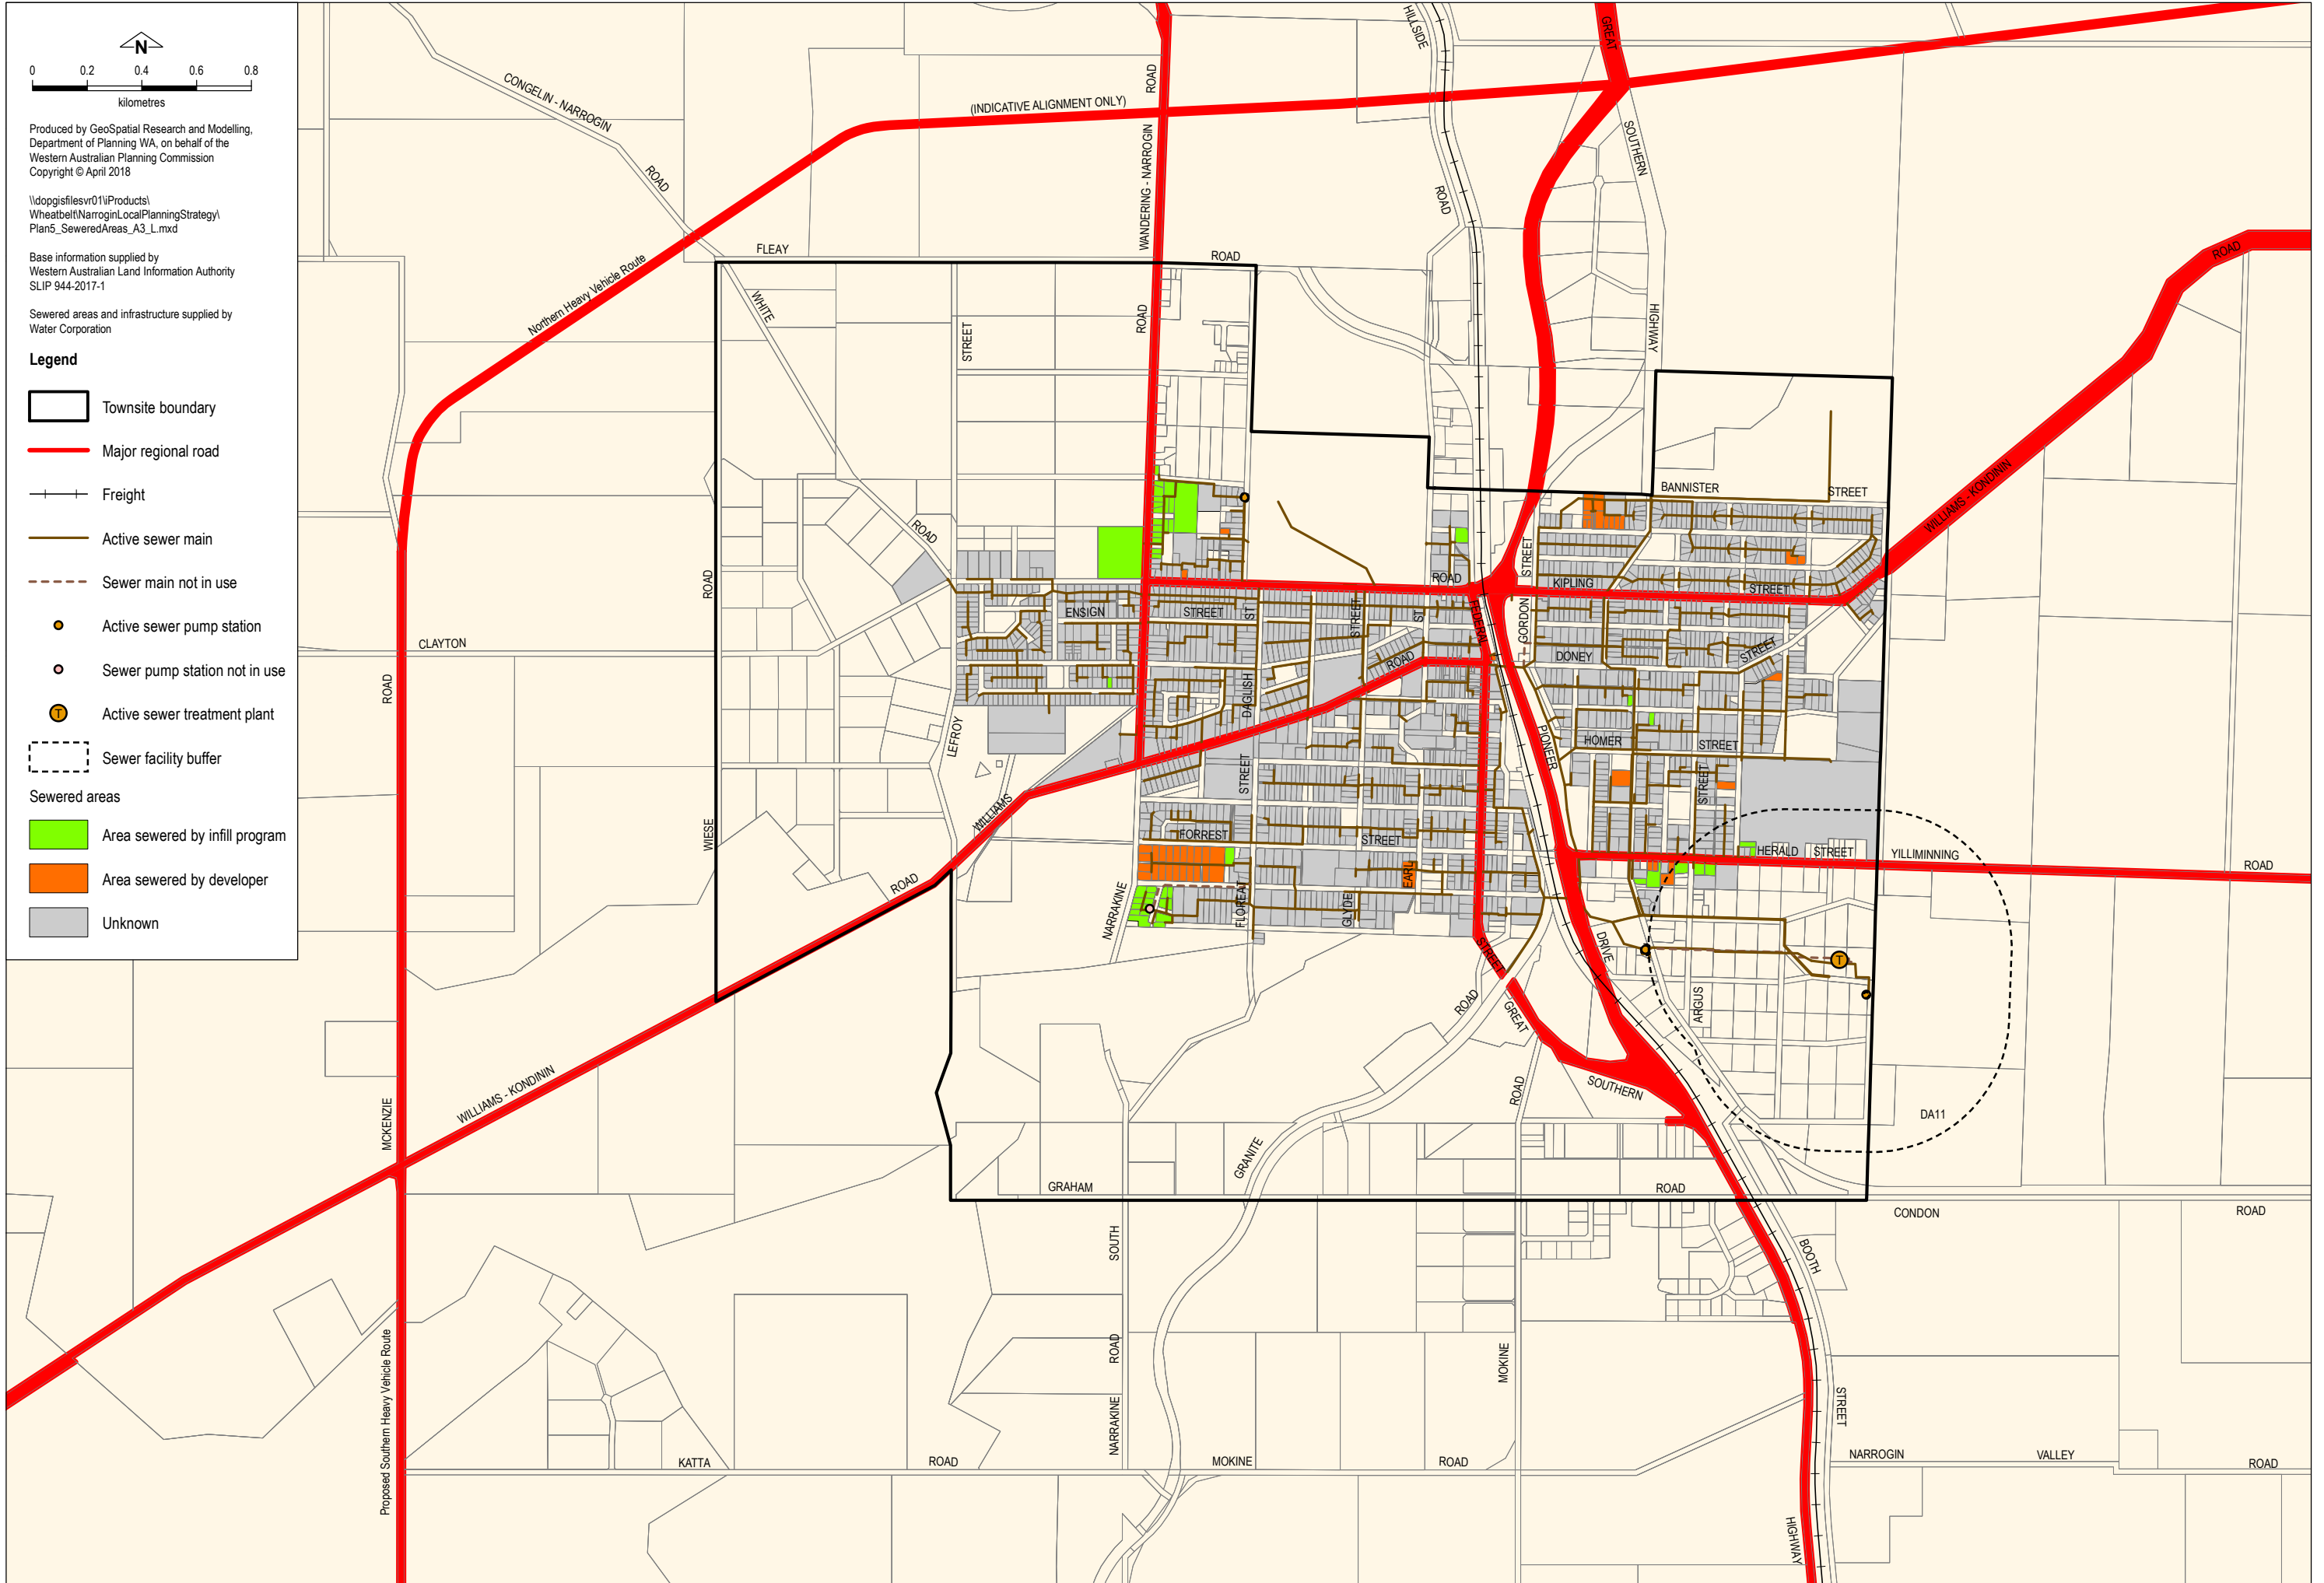 N
0 0.2 0.4 0.6 0.8
kilometres
Produced by GeoSpatial Research and Modelling,
Department of Planning WA, on behalf of the
Western Australian Planning Commission
Copyright © April 2018
\\dopgisfilesvr01\iProducts\
Wheatbelt\NarroginLocalPlanningStrategy\
Plan5_SeweredAreas_A3_L.mxd
Base information supplied by
Western Australian Land Information Authority
SLIP 944-2017-1
Sewered areas and infrastructure supplied by
Water Corporation
Legend
Townsite boundary
Major regional road
Freight
Active sewer main
Sewer main not in use
Active sewer pump station
Sewer pump station not in use
T
Active sewer treatment plant
Sewer facility buffer
Sewered areas
Area sewered by infill program
Area sewered by developer
Unknown
CONGELIN - NARROGIN
ROAD
(INDICATIVE ALIGNMENT ONLY)
ROAD
WANDERING - NARROGIN
ROAD
HILLSIDE
ROAD
GREAT
SOUTHERN
HIGHWAY
ROAD
Northern Heavy Vehicle Route
FLEAY
ROAD
WHITE
ROAD
STREET
WILLIAMS - KONDININ
BANNISTER
STREET
ROAD
KIPLING
STREET
STREET
GORDON
FEDERAL
ENSIGN
STREET
ST
STREET
ST
ROAD
CLAYTON
ROAD
DONEY
STREET
ROAD
DAGLISH
STREET
LEFROY
PIONEER
DRIVE
HOMER
STREET
STREET
WILLIAMS
ROAD
WIESE
FORREST
STREET
HERALD
STREET
YILLIMINNING
ROAD
EARL
FLOREAT
GLYDE
NARRAKINE
STREET
T
ARGUS
ROAD
GREAT
SOUTHERN
ROAD
DA11
MCKENZIE
ROAD
WILLIAMS - KONDININ
GRANITE
GRAHAM
ROAD
CONDON
ROAD
SOUTH
ROAD
NARRAKINE
BOOTH
STREET
MOKINE
Proposed Southern Heavy Vehicle Route
KATTA
ROAD
MOKINE
ROAD
NARROGIN
VALLEY
ROAD
HIGHWAY